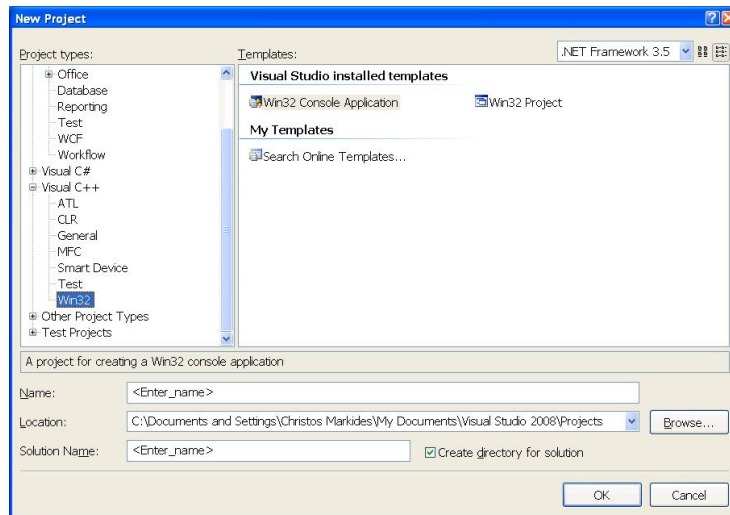 New Project
Project types:
Templates:
.NET Framework 3.5
Office
Database
Reporting
Test
WCF
Workflow
Visual C#
Visual C++
ATL
CLR
General
MFC
Smart Device
Test
Win32
Other Project Types
Test Projects
Visual Studio installed templates
Win32 Console Application
Win32 Project
My Templates
Search Online Templates...
A project for creating a Win32 console application
Name:
<Enter_name>
Location:
C:\Documents and Settings\Christos Markides\My Documents\Visual Studio 2008\Projects
Browse...
Solution Name:
<Enter_name>
Create directory for solution
OK
Cancel